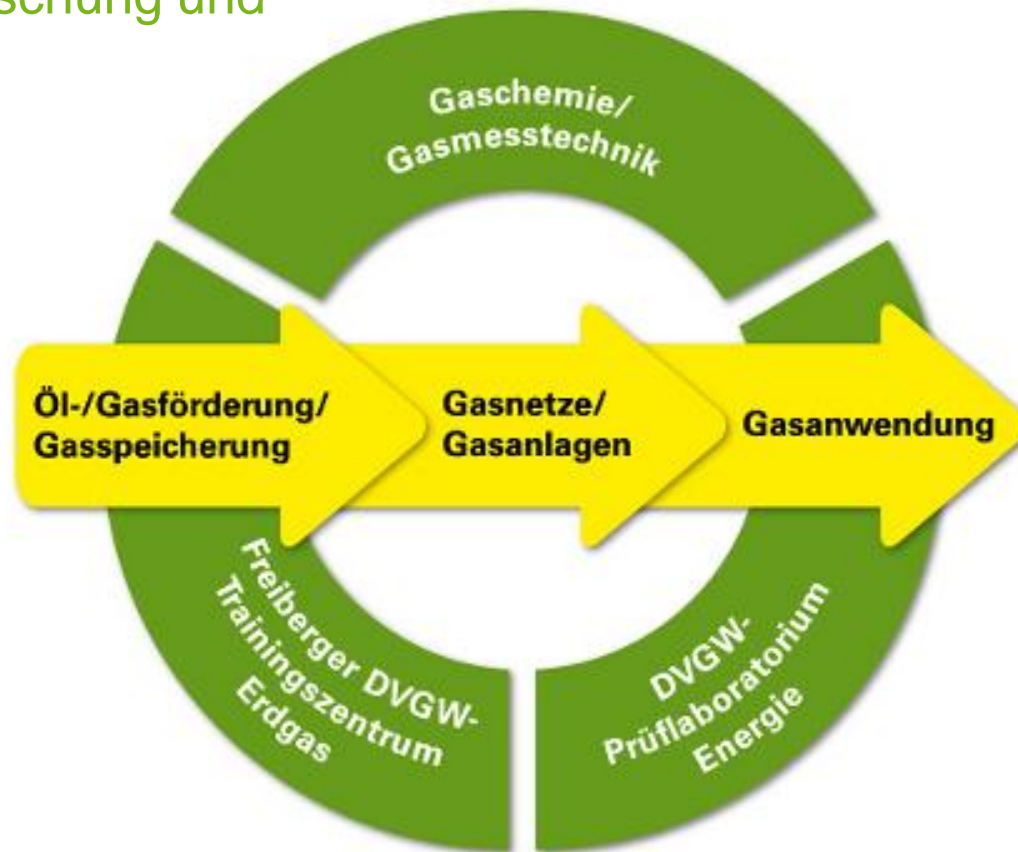 schung und
Gaschemie/
Gasmesstechnik
Öl-/Gasförderung/
Gasspeicherung
Gasnetze/
Gasanlagen
Gasanwendung
Freiberger DVGW-
Trainingszentrum
Erdgas
DVGW-
Prüflaboratorium
Energie